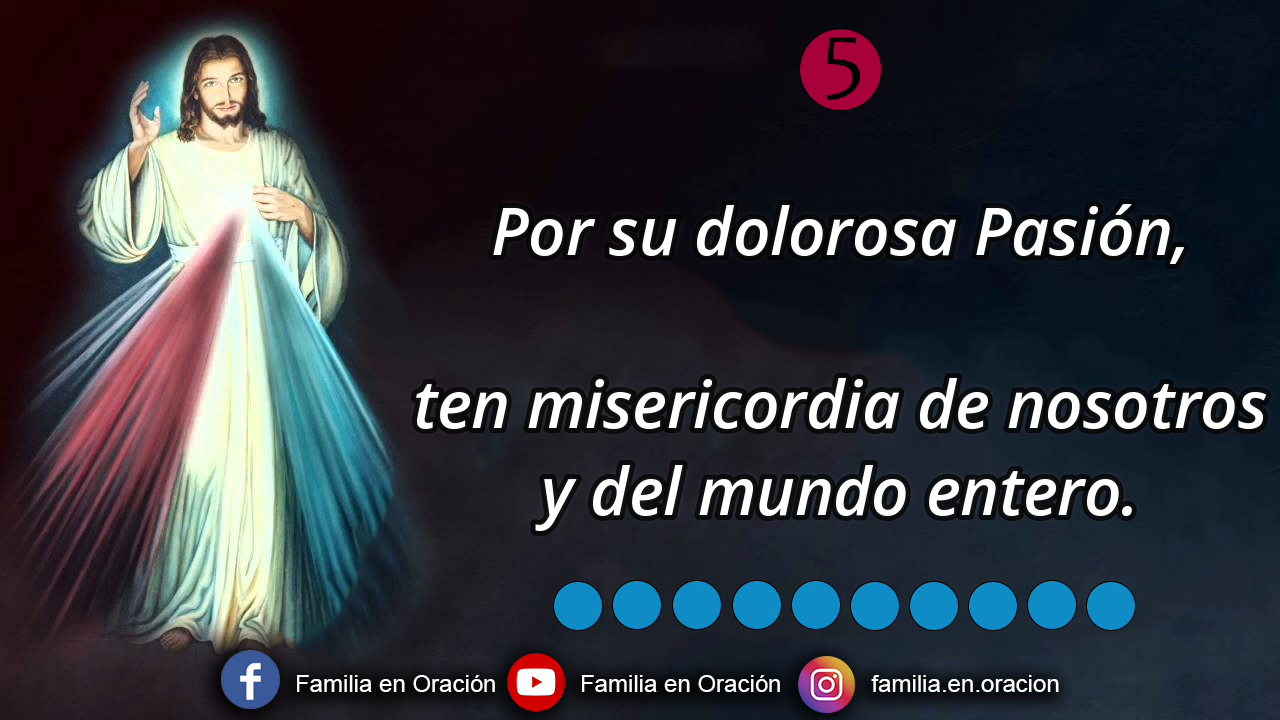 5
Por su dolorosa Pasión,
ten misericordia de nosotros
y del mundo entero.
Familia en Oración Familia en Oración familia.en.oracion